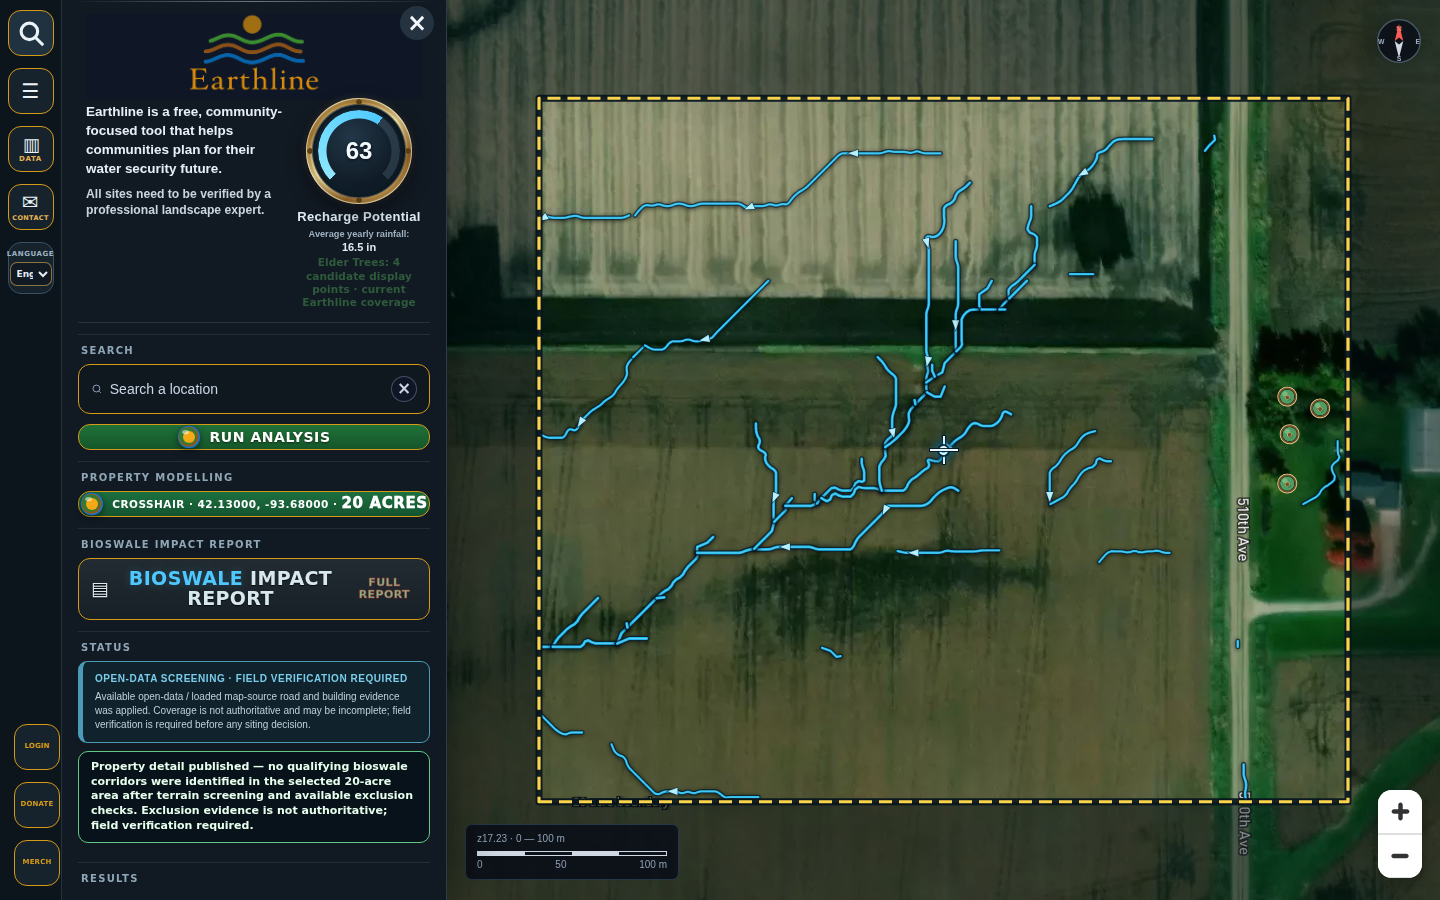 Earthline
Earthline is a free, community-
focused tool that helps
communities plan for their
water security future.
All sites need to be verified by a
professional landscape expert.
63
Recharge Potential
Average yearly rainfall:
16.5 in
Elder Trees: 4
candidate display
points · current
Earthline coverage
DATA
CONTACT
LANGUAGE
Eng
SEARCH
Search a location
RUN ANALYSIS
PROPERTY MODELLING
CROSSHAIR · 42.13000, -93.68000 · 20 ACRES
BIOSWALE IMPACT REPORT
BIOSWALE IMPACT
REPORT
FULL
REPORT
STATUS
OPEN-DATA SCREENING · FIELD VERIFICATION REQUIRED
Available open-data / loaded map-source road and building evidence
was applied. Coverage is not authoritative and may be incomplete; field
verification is required before any siting decision.
Property detail published — no qualifying bioswale
corridors were identified in the selected 20-acre
area after terrain screening and available exclusion
checks. Exclusion evidence is not authoritative;
field verification required.
RESULTS
LOGIN
DONATE
MERCH
W
E
S
510th Ave
0th Ave
z17.23 · 0 — 100 m
0 50 100 m